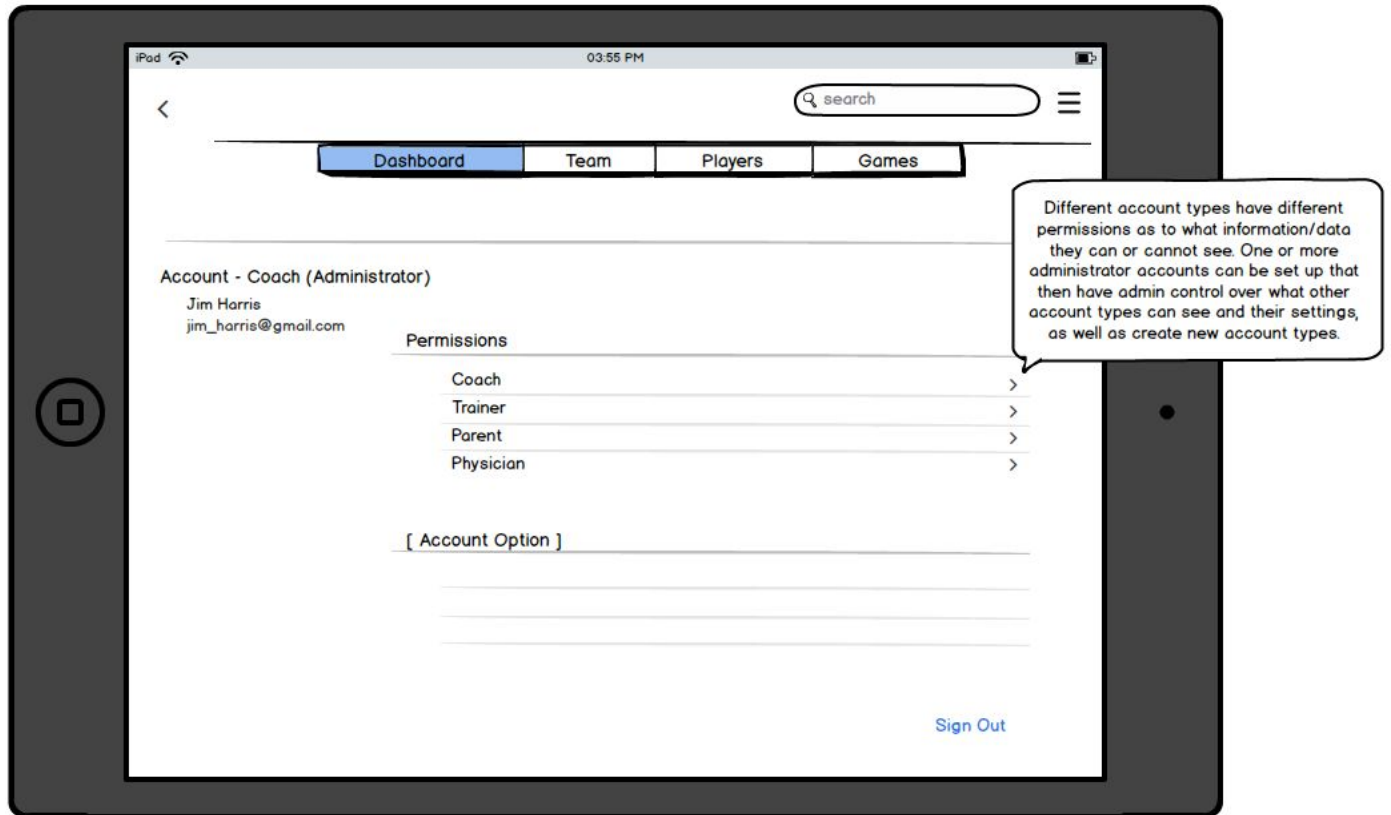 iPad 03:55 PM
search
Dashboard Team Players Games
Different account types have different
permissions as to what information/data
they can or cannot see. One or more
administrator accounts can be set up that
then have admin control over what other
account types can see and their settings,
as well as create new account types.
Account - Coach (Administrator)
Jim Harris
jim_harris@gmail.com
Permissions
Coach
Trainer
Parent
Physician
[ Account Option ]
Sign Out